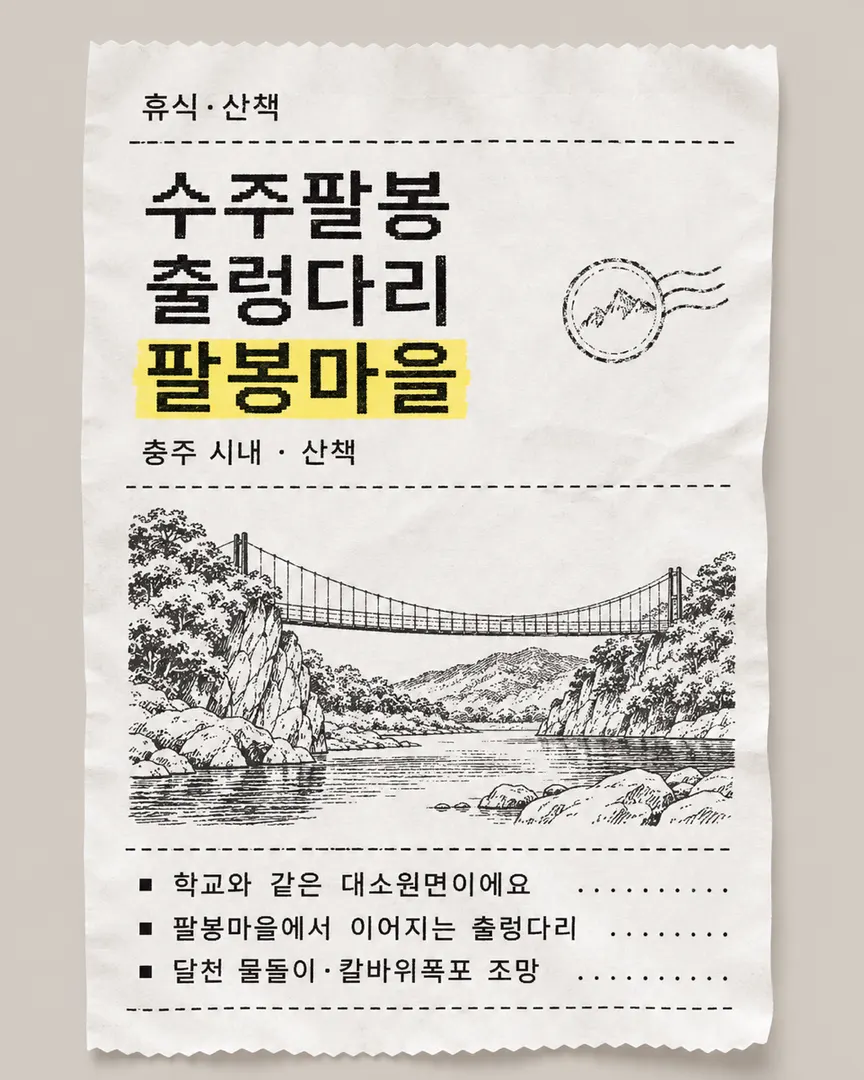 휴식·산책
수주팔봉
출렁다리
팔봉마을
충주 시내 · 산책
■ 학교와 같은 대소원면이에요 ..........
■ 팔봉마을에서 이어지는 출렁다리 ........
■ 달천 물돌이·칼바위폭포 조망 ..........